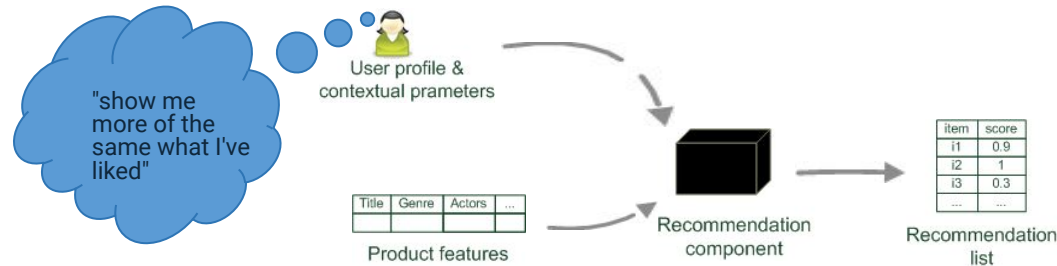 "show me
more of the
same what I've
liked"
User profile &
contextual prameters
Title Genre Actors ...
Product features
Recommendation
component
item score
i1 0.9
i2 1
i3 0.3
... ...
Recommendation
list